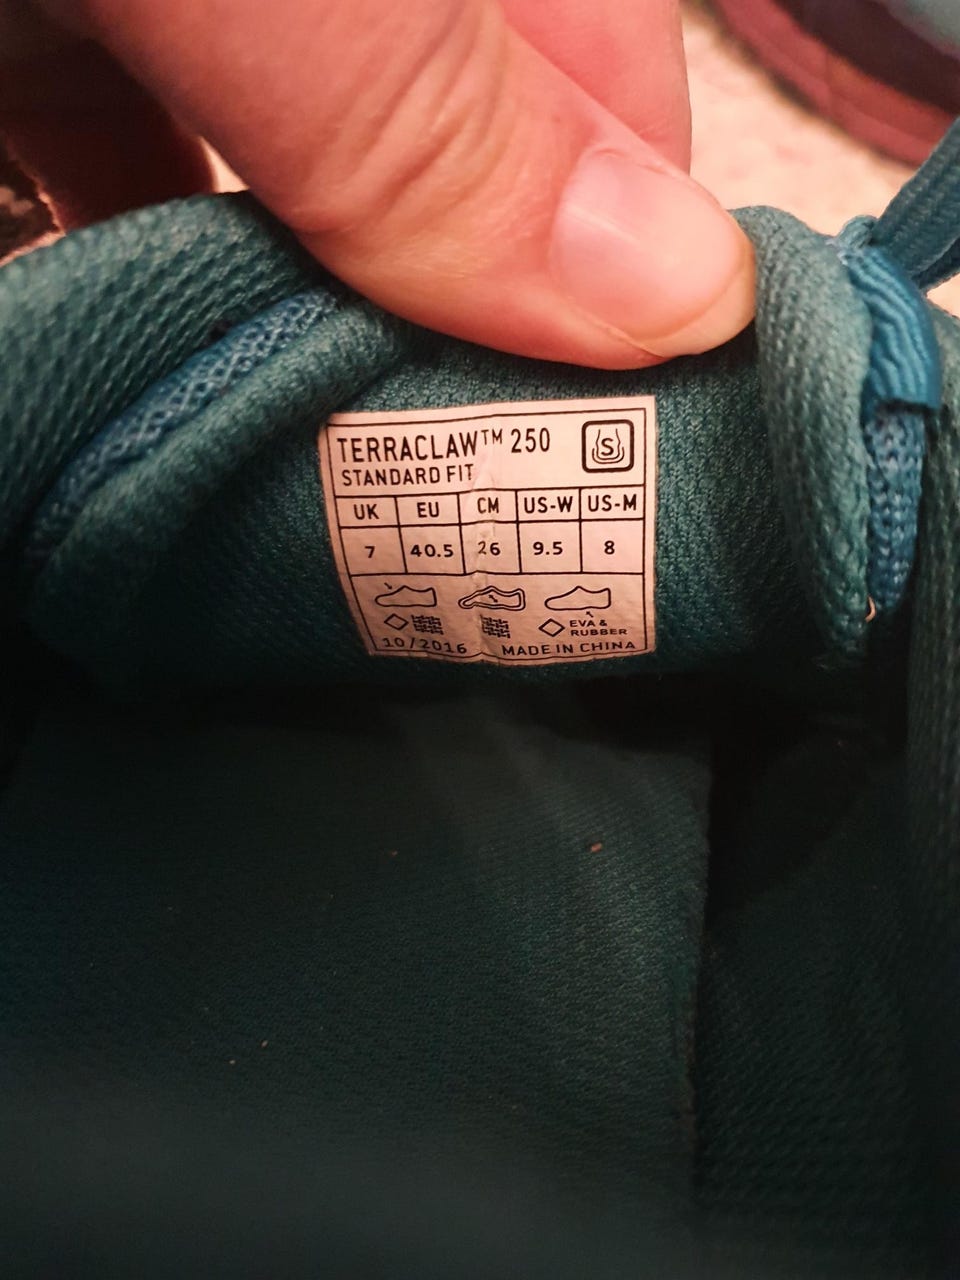 TERRACLAW™ 250
S
STANDARD FIT
UK EU CM US-W US-M
7 40.5 26 9.5 8
EVA &
RUBBER
10/2016 MADE IN CHINA